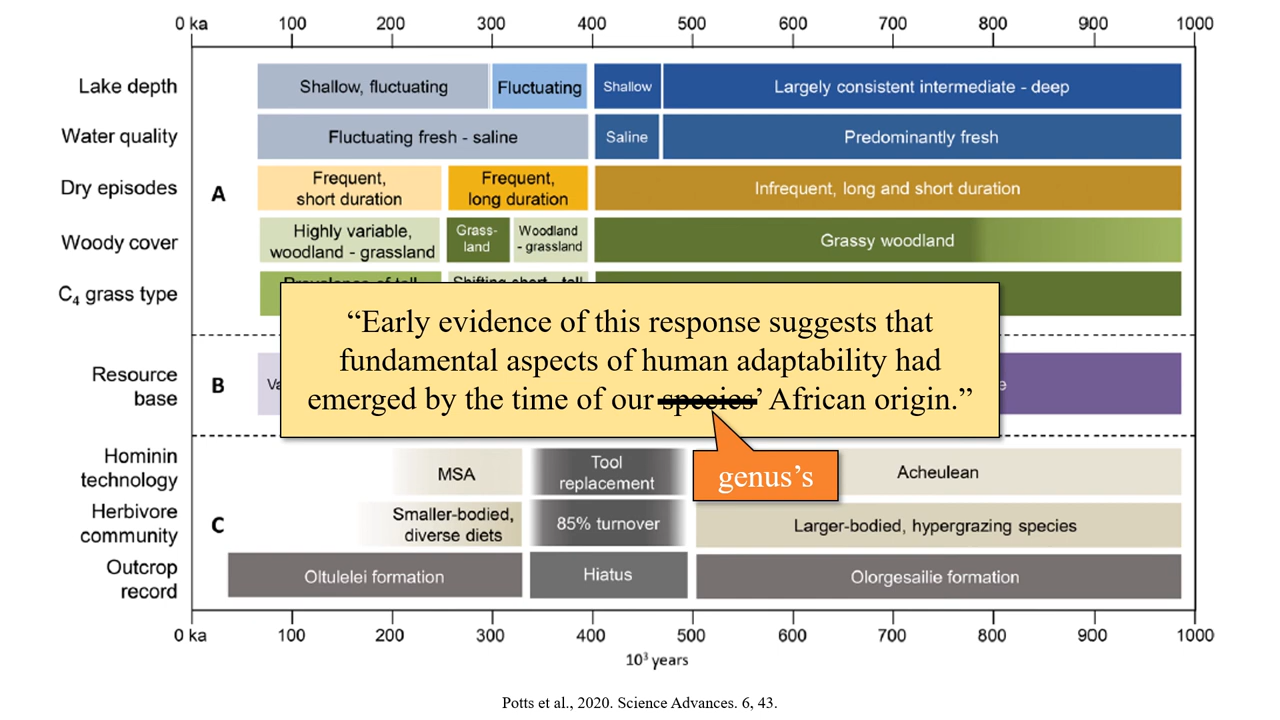 0 ka 100 200 300 400 500 600 700 800 900 1000
Lake depth Shallow, fluctuating Fluctuating Shallow Largely consistent intermediate - deep
Water quality Fluctuating fresh - saline Saline Predominantly fresh
A
Dry episodes Frequent, short duration Frequent, long duration Infrequent, long and short duration
Woody cover Highly variable, woodland - grassland Grass-land Woodland - grassland Grassy woodland
C₄ grass type Prevalence of tall Shifting short - tall
“Early evidence of this response suggests that
fundamental aspects of human adaptability had
emerged by the time of our species’ African origin.”
genus’s
Resource base B
Hominin technology MSA Tool replacement Acheulean
C
Herbivore community Smaller-bodied, diverse diets 85% turnover Larger-bodied, hypergrazing species
Outcrop record Oltulelei formation Hiatus Olorgesailie formation
0 ka 100 200 300 400 500 600 700 800 900 1000
10³ years
Potts et al., 2020. Science Advances. 6, 43.